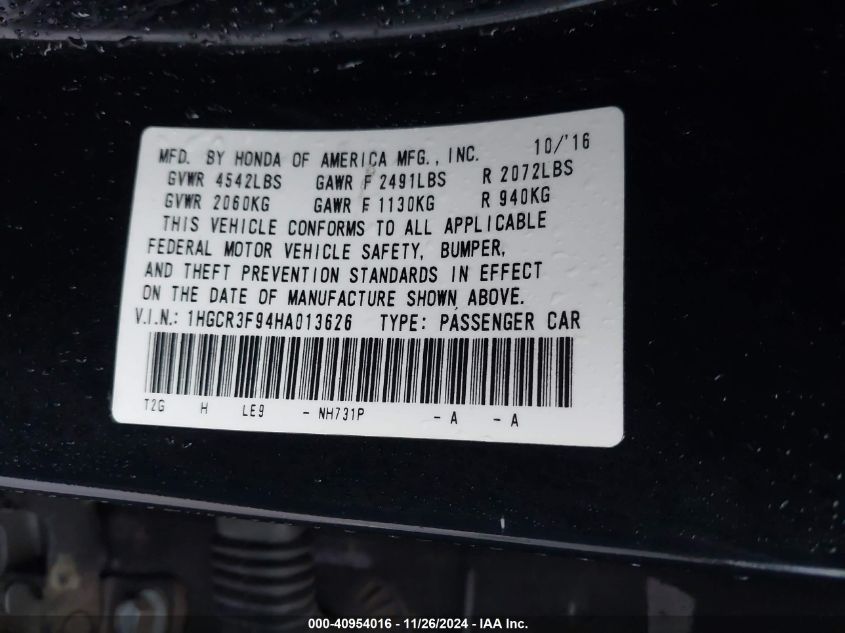 MFD. BY HONDA OF AMERICA MFG., INC. 10/'16
GVWR 4542LBS GAWR F 2491LBS R 2072LBS
GVWR 2060KG GAWR F 1130KG R 940KG
THIS VEHICLE CONFORMS TO ALL APPLICABLE
FEDERAL MOTOR VEHICLE SAFETY, BUMPER,
AND THEFT PREVENTION STANDARDS IN EFFECT
ON THE DATE OF MANUFACTURE SHOWN ABOVE.
V.I.N.: 1HGCR3F94HA013626 TYPE: PASSENGER CAR
T2G H LE9 - NH731P - A - A
000-40954016 - 11/26/2024 - IAA Inc.